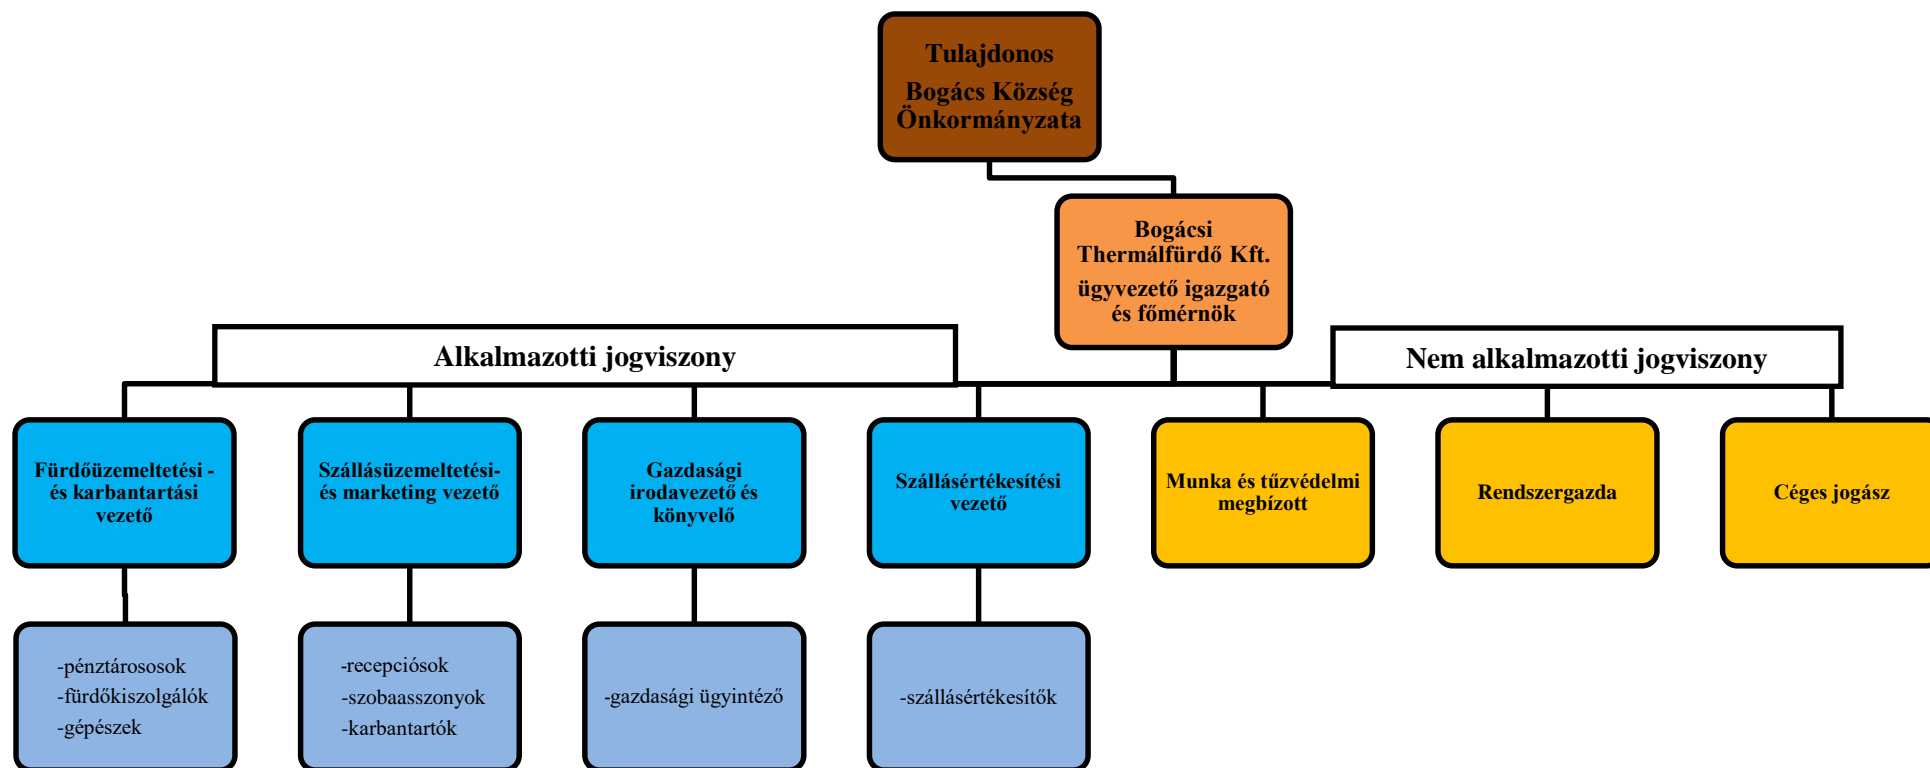 Tulajdonos
Bogács Község
Önkormányzata
Bogácsi
Thermálfürdő Kft.
ügyvezető igazgató
és főmérnök
Alkalmazotti jogviszony
Nem alkalmazotti jogviszony
Fürdőüzemeltetési -
és karbantartási
vezető
Szállásüzemeltetési-
és marketing vezető
Gazdasági
irodavezető és
könyvelő
Szállásértékesítési
vezető
Munka és tűzvédelmi
megbízott
Rendszergazda
Céges jogász
-pénztárososok
-fürdőkiszolgálók
-gépészek
-recepciósok
-szobaasszonyok
-karbantartók
-gazdasági ügyintéző
-szállásértékesítők